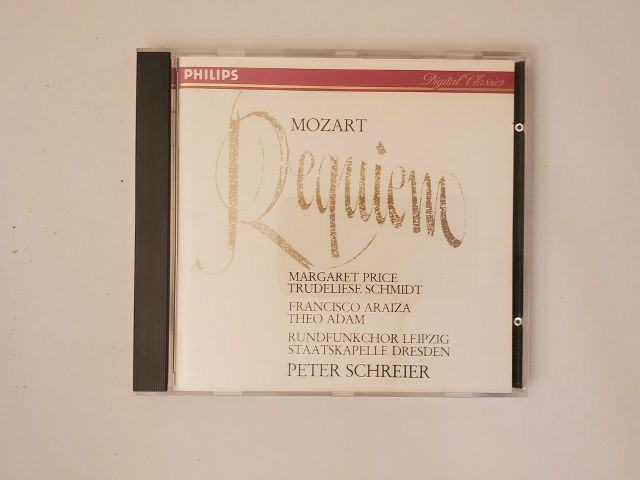 PHILIPS
Digital Classics
MOZART
Requiem
MARGARET PRICE
TRUDELIESE SCHMIDT
FRANCISCO ARAIZA
THEO ADAM
RUNDFUNKCHOR LEIPZIG
STAATSKAPELLE DRESDEN
PETER SCHREIER